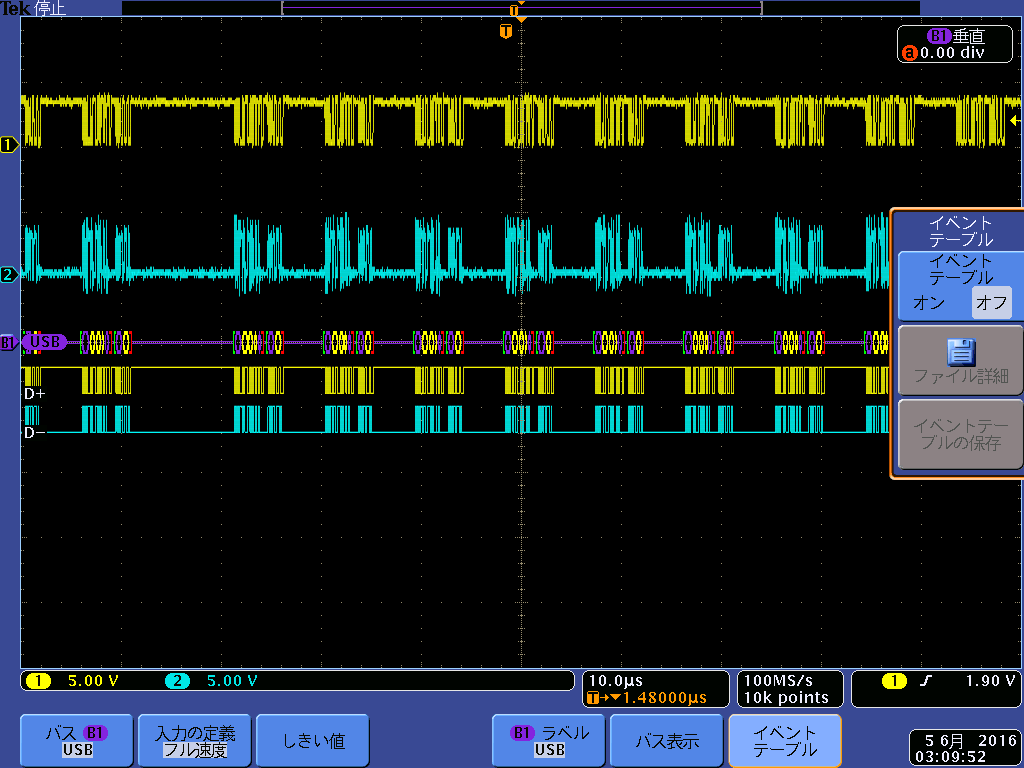 Tek 停止
T
T
B1 垂直
a 0.00 div
1
2
イベント
テーブル
イベント
テーブル
オン オフ
B1 USB
ファイル詳細
D+
D−
イベントテー
ブルの保存
1 5.00 V 2 5.00 V
10.0µs
T→▼1.48000µs
100MS/s
10k points
1 1.90 V
バス B1
USB
入力の定義
フル速度
しきい値
B1 ラベル
USB
バス表示
イベント
テーブル
5 6月 2016
03:09:52